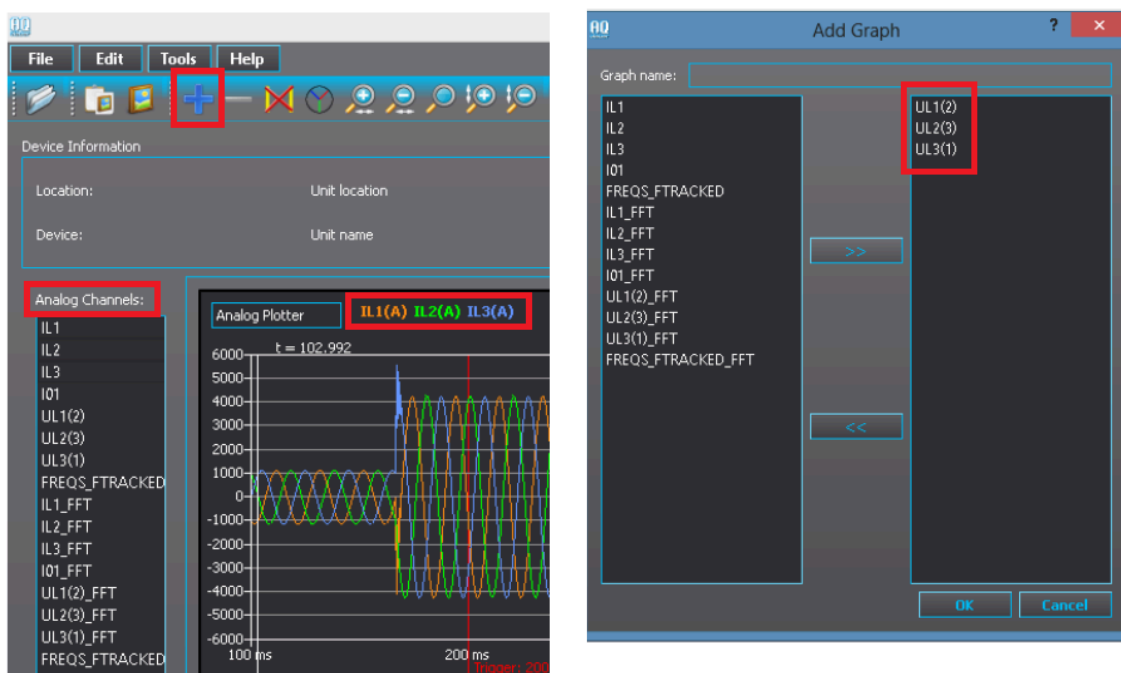 AQ
File Edit Tools Help
Device Information
Location: Unit location
Device: Unit name
Analog Channels:
IL1
IL2
IL3
I01
UL1(2)
UL2(3)
UL3(1)
FREQS_FTRACKED
IL1_FFT
IL2_FFT
IL3_FFT
I01_FFT
UL1(2)_FFT
UL2(3)_FFT
UL3(1)_FFT
FREQS_FTRACKED
Analog Plotter IL1(A) IL2(A) IL3(A)
t = 102.992
6000
5000
4000
3000
2000
1000
0
-1000
-2000
-3000
-4000
-5000
-6000
100 ms 200 ms
Trigger: 200
AQ Add Graph ? ×
Graph name:
IL1
IL2
IL3
I01
FREQS_FTRACKED
IL1_FFT
IL2_FFT
IL3_FFT
I01_FFT
UL1(2)_FFT
UL2(3)_FFT
UL3(1)_FFT
FREQS_FTRACKED_FFT
>>
<<
UL1(2)
UL2(3)
UL3(1)
OK Cancel